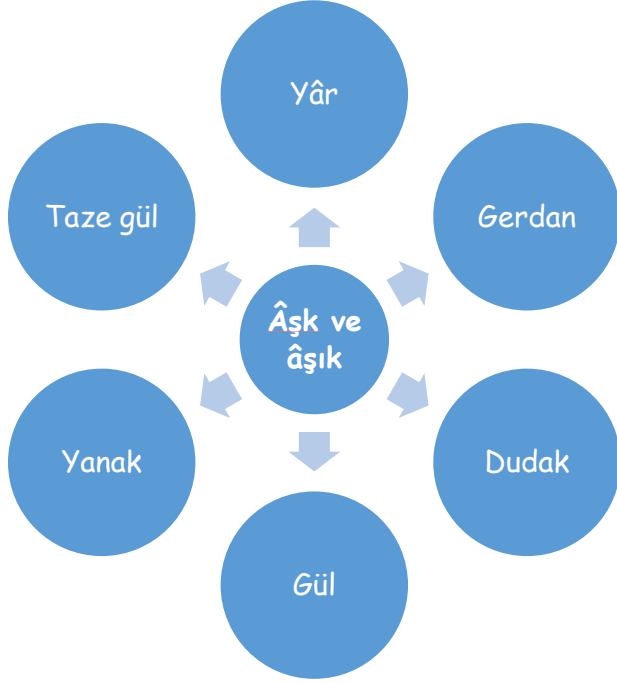 Yâr
Taze gül
Gerdan
Âşk ve
âşık
Yanak
Dudak
Gül